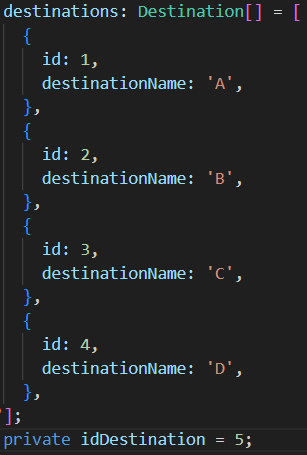 destinations: Destination[] = [
{
id: 1,
destinationName: 'A',
},
{
id: 2,
destinationName: 'B',
},
{
id: 3,
destinationName: 'C',
},
{
id: 4,
destinationName: 'D',
},
];
private idDestination = 5;